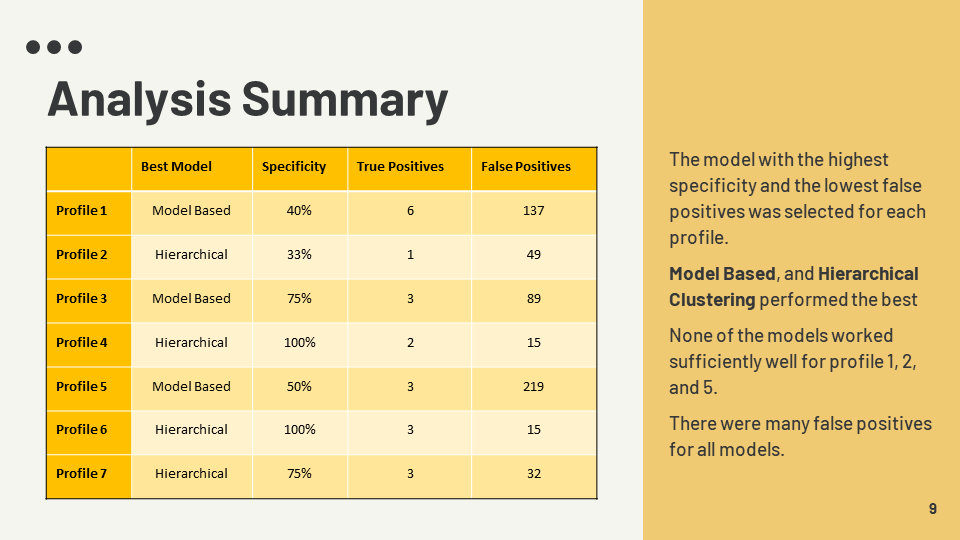 Analysis Summary
Best Model Specificity True Positives False Positives
Profile 1 Model Based 40% 6 137
Profile 2 Hierarchical 33% 1 49
Profile 3 Model Based 75% 3 89
Profile 4 Hierarchical 100% 2 15
Profile 5 Model Based 50% 3 219
Profile 6 Hierarchical 100% 3 15
Profile 7 Hierarchical 75% 3 32
The model with the highest
specificity and the lowest false
positives was selected for each
profile.
Model Based, and Hierarchical
Clustering performed the best
None of the models worked
sufficiently well for profile 1, 2,
and 5.
There were many false positives
for all models.
9